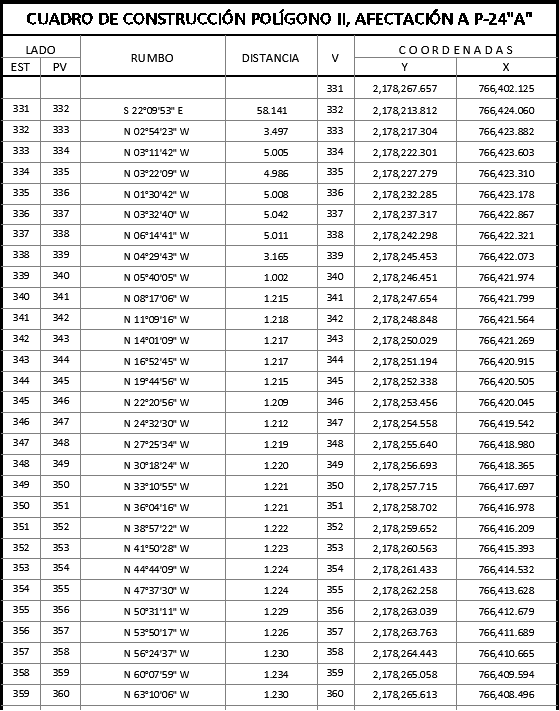 CUADRO DE CONSTRUCCIÓN POLÍGONO II, AFECTACIÓN A P-24"A"
LADO RUMBO DISTANCIA V C O O R D E N A D A S
EST PV Y X
331 2,178,267.657 766,402.125
331 332 S 22°09'53" E 58.141 332 2,178,213.812 766,424.060
332 333 N 02°54'23" W 3.497 333 2,178,217.304 766,423.882
333 334 N 03°11'42" W 5.005 334 2,178,222.301 766,423.603
334 335 N 03°22'09" W 4.986 335 2,178,227.279 766,423.310
335 336 N 01°30'42" W 5.008 336 2,178,232.285 766,423.178
336 337 N 03°32'40" W 5.042 337 2,178,237.317 766,422.867
337 338 N 06°14'41" W 5.011 338 2,178,242.298 766,422.321
338 339 N 04°29'43" W 3.165 339 2,178,245.453 766,422.073
339 340 N 05°40'05" W 1.002 340 2,178,246.451 766,421.974
340 341 N 08°17'06" W 1.215 341 2,178,247.654 766,421.799
341 342 N 11°09'16" W 1.218 342 2,178,248.848 766,421.564
342 343 N 14°01'09" W 1.217 343 2,178,250.029 766,421.269
343 344 N 16°52'45" W 1.217 344 2,178,251.194 766,420.915
344 345 N 19°44'56" W 1.215 345 2,178,252.338 766,420.505
345 346 N 22°20'56" W 1.209 346 2,178,253.456 766,420.045
346 347 N 24°32'30" W 1.212 347 2,178,254.558 766,419.542
347 348 N 27°25'34" W 1.219 348 2,178,255.640 766,418.980
348 349 N 30°18'24" W 1.220 349 2,178,256.693 766,418.365
349 350 N 33°10'55" W 1.221 350 2,178,257.715 766,417.697
350 351 N 36°04'16" W 1.221 351 2,178,258.702 766,416.978
351 352 N 38°57'22" W 1.222 352 2,178,259.652 766,416.209
352 353 N 41°50'28" W 1.223 353 2,178,260.563 766,415.393
353 354 N 44°44'09" W 1.224 354 2,178,261.433 766,414.532
354 355 N 47°37'30" W 1.224 355 2,178,262.258 766,413.628
355 356 N 50°31'11" W 1.229 356 2,178,263.039 766,412.679
356 357 N 53°50'17" W 1.226 357 2,178,263.763 766,411.689
357 358 N 56°24'37" W 1.230 358 2,178,264.443 766,410.665
358 359 N 60°07'59" W 1.234 359 2,178,265.058 766,409.594
359 360 N 63°10'06" W 1.230 360 2,178,265.613 766,408.496